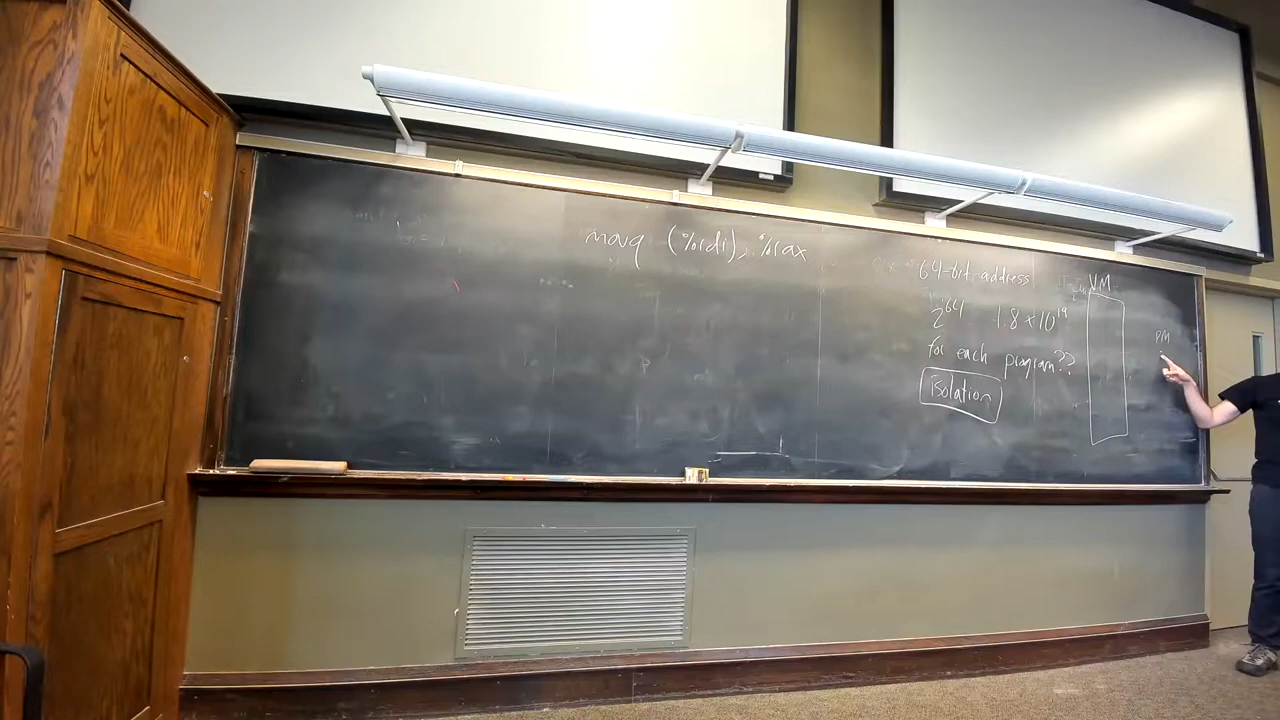 movq (%rdi), %rax
64-bit address
2^64 1.8 x 10^19
for each program??
isolation
VM
PM